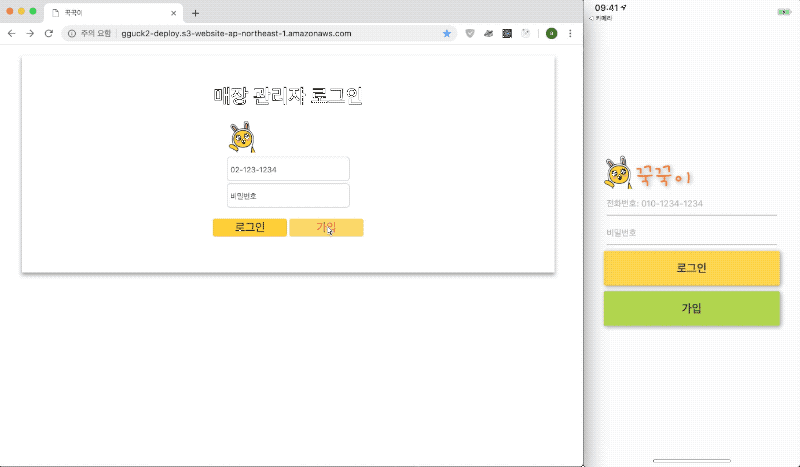 꾹꾹이
주의 요함
gguck2-deploy.s3-website-ap-northeast-1.amazonaws.com
a
매장 관리자 로그인
02-123-1234
비밀번호
로그인
가입
09:41
카메라
꾹꾹이
전화번호: 010-1234-1234
비밀번호
로그인
가입